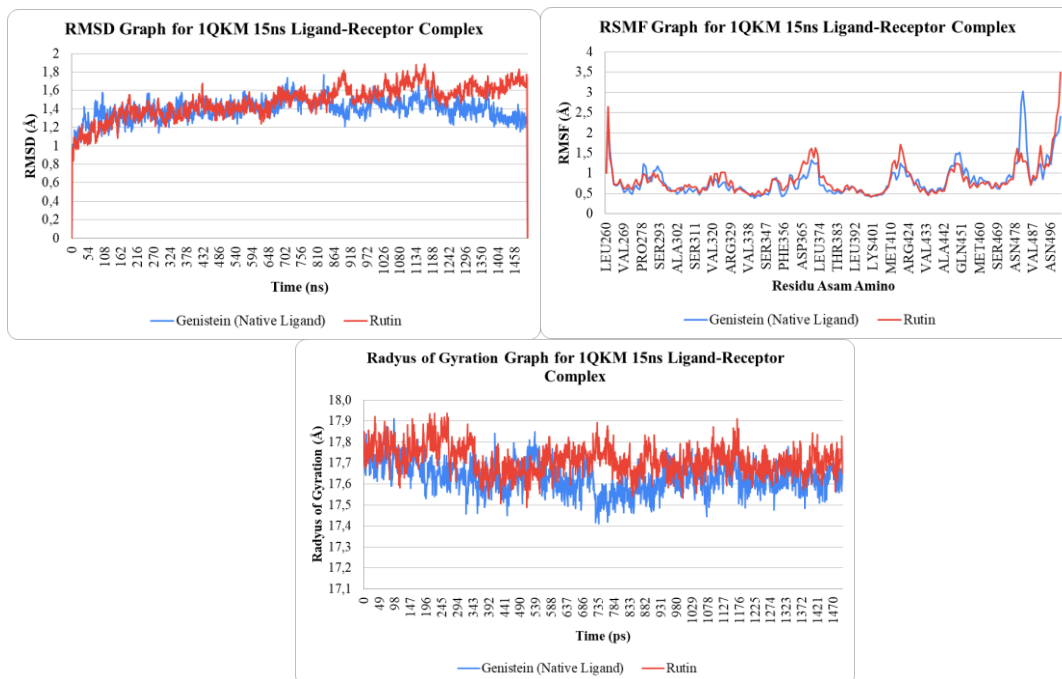 RMSD Graph for 1QKM 15ns Ligand-Receptor Complex
2
1,8
1,6
1,4
1,2
1
0,8
0,6
0,4
0,2
0
RMSD (Å)
0 54 108 162 216 270 324 378 432 486 540 594 648 702 756 810 864 918 972 1026 1080 1134 1188 1242 1296 1350 1404 1458
Time (ns)
Genistein (Native Ligand) Rutin
RSMF Graph for 1QKM 15ns Ligand-Receptor Complex
4
3,5
3
2,5
2
1,5
1
0,5
0
RMSF (Å)
LEU260 VAL269 PRO278 SER293 ALA302 SER311 VAL320 ARG329 VAL338 SER347 PHE356 ASP365 LEU374 THR383 LEU392 LYS401 MET410 ARG424 VAL433 ALA442 GLN451 MET460 SER469 ASN478 VAL487 ASN496
Residu Asam Amino
Genistein (Native Ligand) Rutin
Radyus of Gyration Graph for 1QKM 15ns Ligand-Receptor
Complex
18,0
17,9
17,8
17,7
17,6
17,5
17,4
17,3
17,2
17,1
Radyus of Gyration (Å)
0 49 98 147 196 245 294 343 392 441 490 539 588 637 686 735 784 833 882 931 980 1029 1078 1127 1176 1225 1274 1323 1372 1421 1470
Time (ps)
Genistein (Native Ligand) Rutin